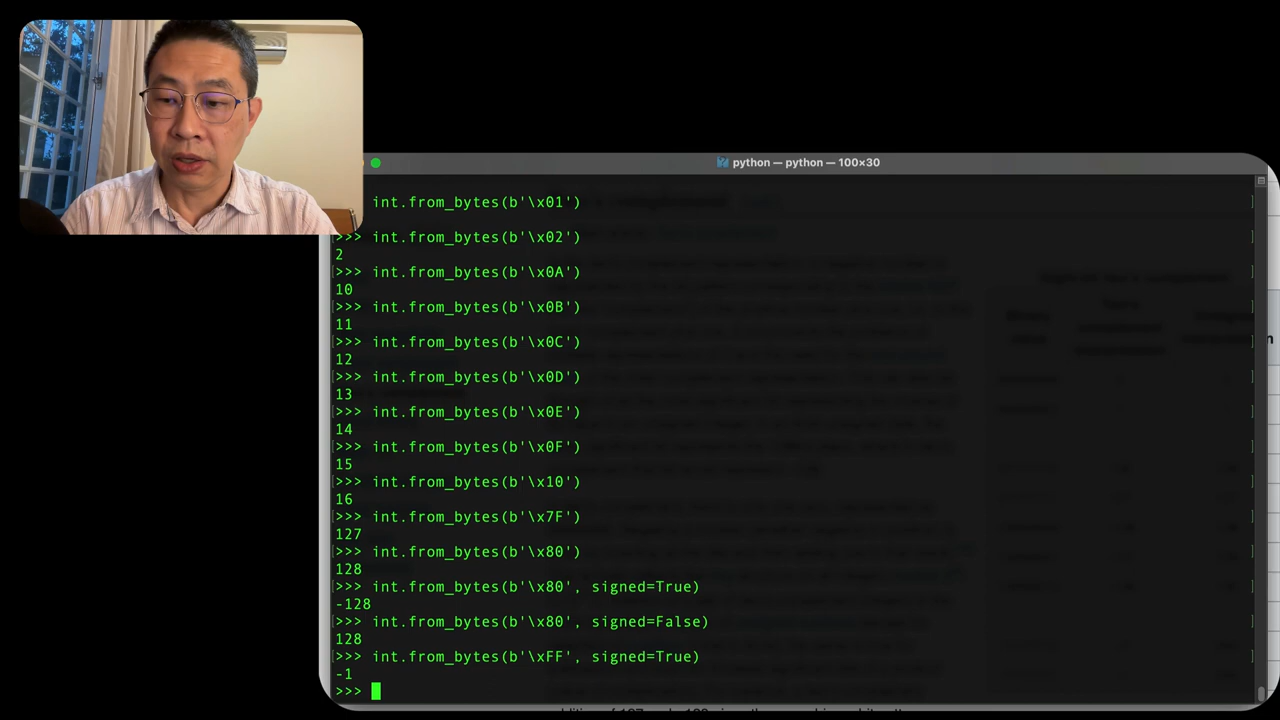 python — python — 100×30
int.from_bytes(b'\x01')
>>> int.from_bytes(b'\x02')
2
>>> int.from_bytes(b'\x0A')
10
>>> int.from_bytes(b'\x0B')
11
>>> int.from_bytes(b'\x0C')
12
>>> int.from_bytes(b'\x0D')
13
>>> int.from_bytes(b'\x0E')
14
>>> int.from_bytes(b'\x0F')
15
>>> int.from_bytes(b'\x10')
16
>>> int.from_bytes(b'\x7F')
127
>>> int.from_bytes(b'\x80')
128
>>> int.from_bytes(b'\x80', signed=True)
-128
>>> int.from_bytes(b'\x80', signed=False)
128
>>> int.from_bytes(b'\xFF', signed=True)
-1
>>>